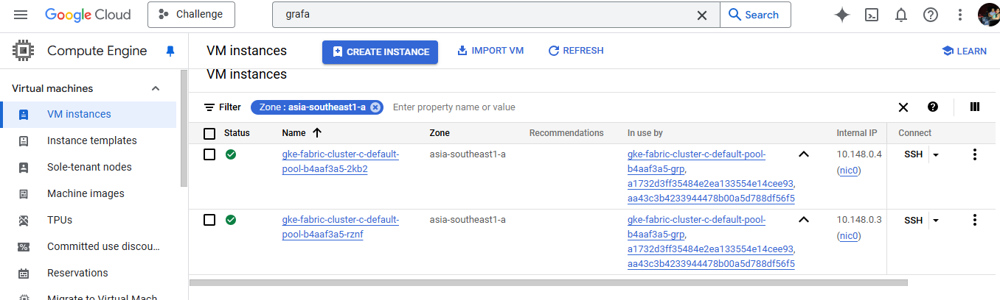 Google Cloud
Challenge
grafa
Search
Compute Engine
VM instances
CREATE INSTANCE
IMPORT VM
REFRESH
LEARN
Virtual machines
VM instances
Instance templates
Sole-tenant nodes
Machine images
TPUs
Committed use discou...
Reservations
Migrate to Virtual Mach
VM instances
Filter
Zone : asia-southeast1-a
Enter property name or value
Status Name Zone Recommendations In use by Internal IP Connect
gke-fabric-cluster-c-default- asia-southeast1-a gke-fabric-cluster-c-default-pool- 10.148.0.4 SSH
pool-b4aaf3a5-2kb2 b4aaf3a5-grp, (nic0)
a1732d3ff35484e2ea133554e14cee93,
aa43c3b4233944478b00a5d788df56f5
gke-fabric-cluster-c-default- asia-southeast1-a gke-fabric-cluster-c-default-pool- 10.148.0.3 SSH
pool-b4aaf3a5-rznf b4aaf3a5-grp, (nic0)
a1732d3ff35484e2ea133554e14cee93,
aa43c3b4233944478b00a5d788df56f5